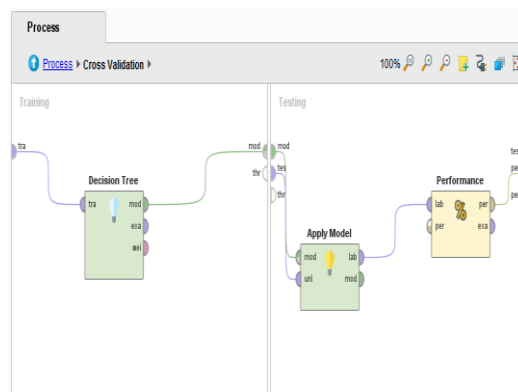 Process
Process ▸ Cross Validation ▸
100%
Training
Testing
tra
mod
mod
thr
tes
thr
tes
per
per
Decision Tree
tra
mod
exa
wei
Apply Model
mod
lab
unl
mod
Performance
%
lab
per
per
exa